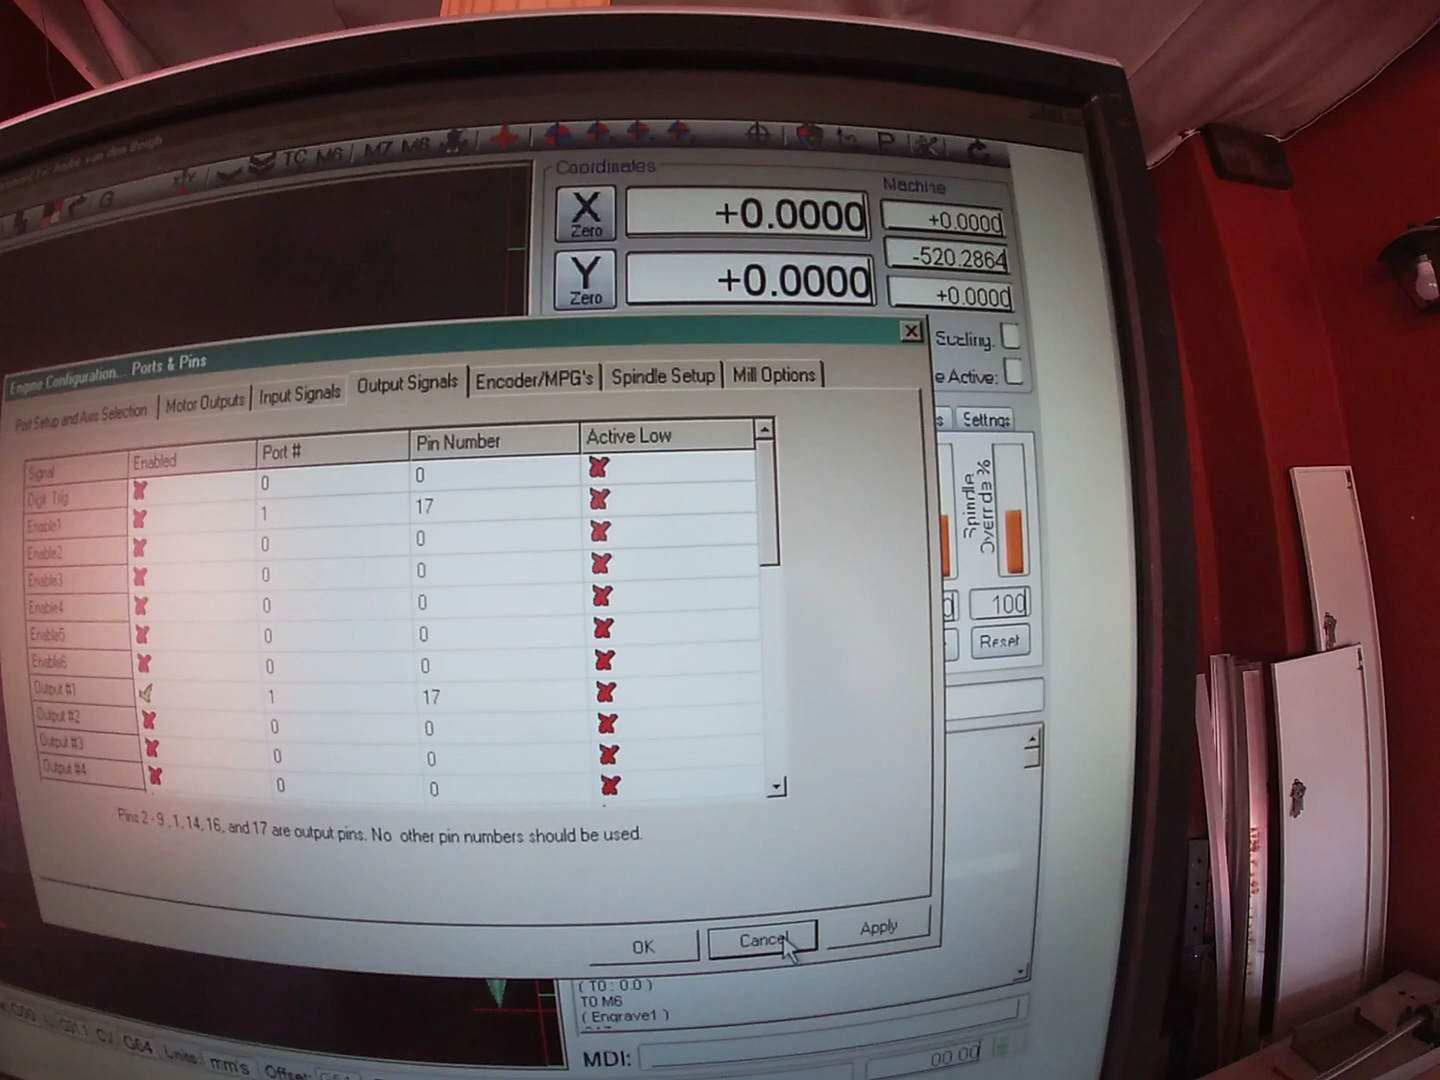 André van den Bergh
TC M6 M7 M8 P
G
Coordinates
Machine
X
Zero
+0.0000
+0.0000
Y
Zero
+0.0000
-520.2864
+0.0000
Scaling.
e Active:
Engine Configuration... Ports & Pins
Port Setup and Axis Selection
Motor Outputs
Input Signals
Output Signals
Encoder/MPG's
Spindle Setup
Mill Options
Signal
Enabled
Port #
Pin Number
Active Low
Digit Trig 0 0
Enable1 1 17
Enable2 0 0
Enable3 0 0
Enable4 0 0
Enable5 0 0
Enable6 0 0
Output #1 1 17
Output #2 0 0
Output #3 0 0
Output #4 0 0
Pins 2 - 9 , 1, 14, 16, and 17 are output pins. No other pin numbers should be used.
OK
Cancel
Apply
s
Settngs
Spindle
Override %
100
Reset
( T0 : 0.0 )
T0 M6
( Engrave1 )
MDI:
00:00
G64 Units: mm's Offset: